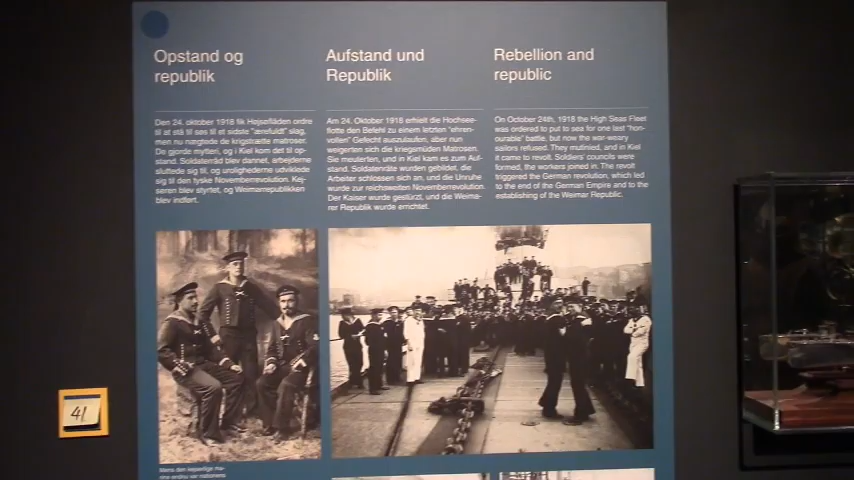 Opstand og
republik
Den 24. oktober 1918 fik Højsøflåden ordre
til at stå til søs til et sidste "ærefuldt" slag,
men nu nægtede de krigstrætte matroser.
De gjorde mytteri, og i Kiel kom det til op-
stand. Soldaterråd blev dannet, arbejderne
sluttede sig til, og urolighederne udviklede
sig til den tyske Novemberrevolution. Kej-
seren blev styrtet, og Weimarrepublikken
blev indført.
Aufstand und
Republik
Am 24. Oktober 1918 erhielt die Hochsee-
flotte den Befehl zu einem letzten "ehren-
vollen" Gefecht auszulaufen, aber nun
weigerten sich die kriegsmüden Matrosen.
Sie meuterten, und in Kiel kam es zum Auf-
stand. Soldatenräte wurden gebildet, die
Arbeiter schlossen sich an, und die Unruhe
wurde zur reichsweiten Novemberrevolution.
Der Kaiser wurde gestürzt, und die Weima-
rer Republik wurde errichtet.
Rebellion and
republic
On October 24th, 1918 the High Seas Fleet
was ordered to put to sea for one last "hon-
ourable" battle, but now the war-weary
sailors refused. They mutinied, and in Kiel
it came to revolt. Soldiers' councils were
formed, the workers joined in. The revolt
triggered the German revolution, which led
to the end of the German Empire and to the
establishing of the Weimar Republic.
41
Mens den kejserlige ma-
rine endnu var nationens